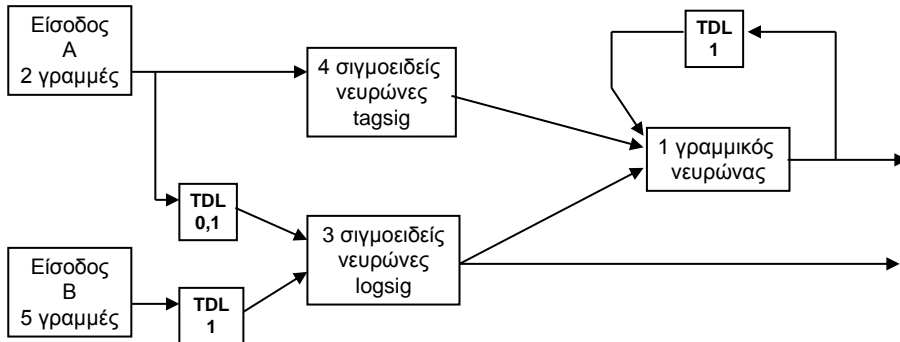 Είσοδος
Α
2 γραμμές
4 σιγμοειδείς
νευρώνες
tagsig
TDL
1
1 γραμμικός
νευρώνας
TDL
0,1
3 σιγμοειδείς
νευρώνες
logsig
Είσοδος
Β
5 γραμμές
TDL
1